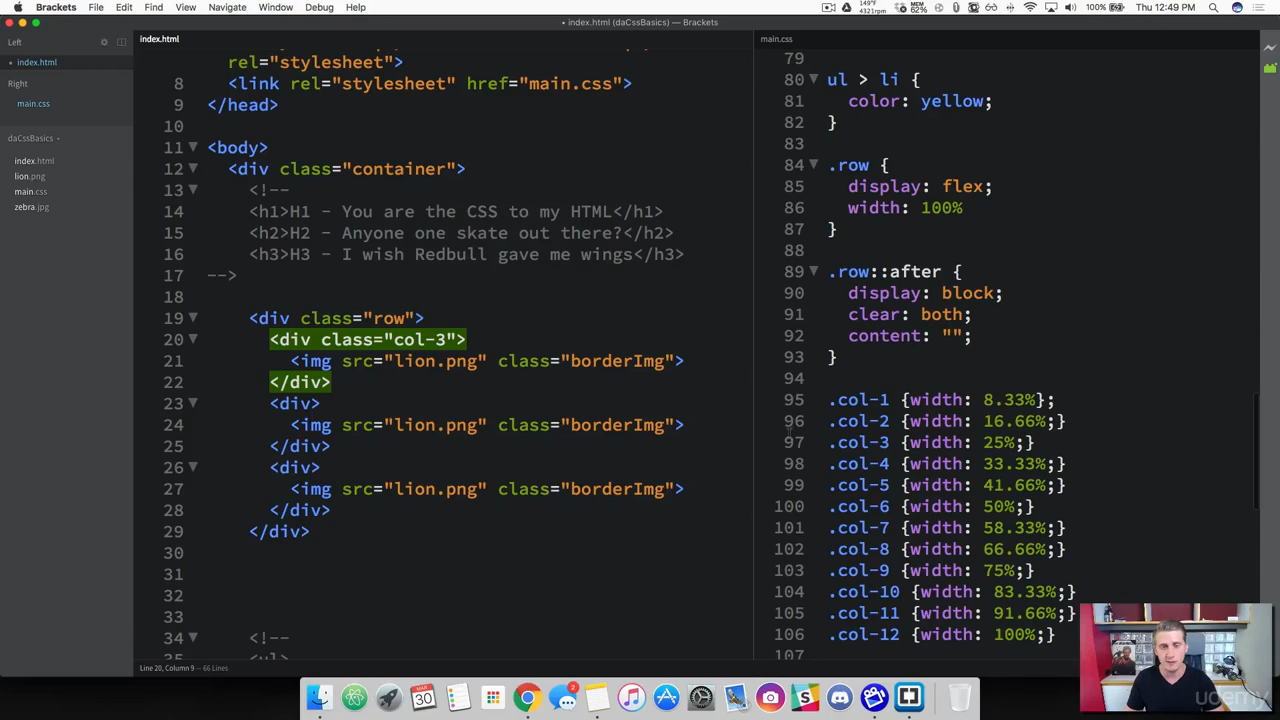 Brackets File Edit Find View Navigate Window Debug Help
149°F
4321rpm
MEM
62%
100% Thu 12:49 PM
• index.html (daCssBasics) — Brackets
Left
• index.html
Right
main.css
daCssBasics
index.html
lion.png
main.css
zebra.jpg
index.html
rel="stylesheet">
8 <link rel="stylesheet" href="main.css">
9 </head>
10
11 <body>
12 <div class="container">
13 <!--
14 <h1>H1 - You are the CSS to my HTML</h1>
15 <h2>H2 - Anyone one skate out there?</h2>
16 <h3>H3 - I wish Redbull gave me wings</h3>
17 -->
18
19 <div class="row">
20 <div class="col-3">
21 <img src="lion.png" class="borderImg">
22 </div>
23 <div>
24 <img src="lion.png" class="borderImg">
25 </div>
26 <div>
27 <img src="lion.png" class="borderImg">
28 </div>
29 </div>
30
31
32
33
34 <!--
35 <ul>
Line 20, Column 9 — 66 Lines
main.css
79
80 ul > li {
81 color: yellow;
82 }
83
84 .row {
85 display: flex;
86 width: 100%
87 }
88
89 .row::after {
90 display: block;
91 clear: both;
92 content: "";
93 }
94
95 .col-1 {width: 8.33%};
96 .col-2 {width: 16.66%;}
97 .col-3 {width: 25%;}
98 .col-4 {width: 33.33%;}
99 .col-5 {width: 41.66%;}
100 .col-6 {width: 50%;}
101 .col-7 {width: 58.33%;}
102 .col-8 {width: 66.66%;}
103 .col-9 {width: 75%;}
104 .col-10 {width: 83.33%;}
105 .col-11 {width: 91.66%;}
106 .col-12 {width: 100%;}
107
MAR
30
2
udemy